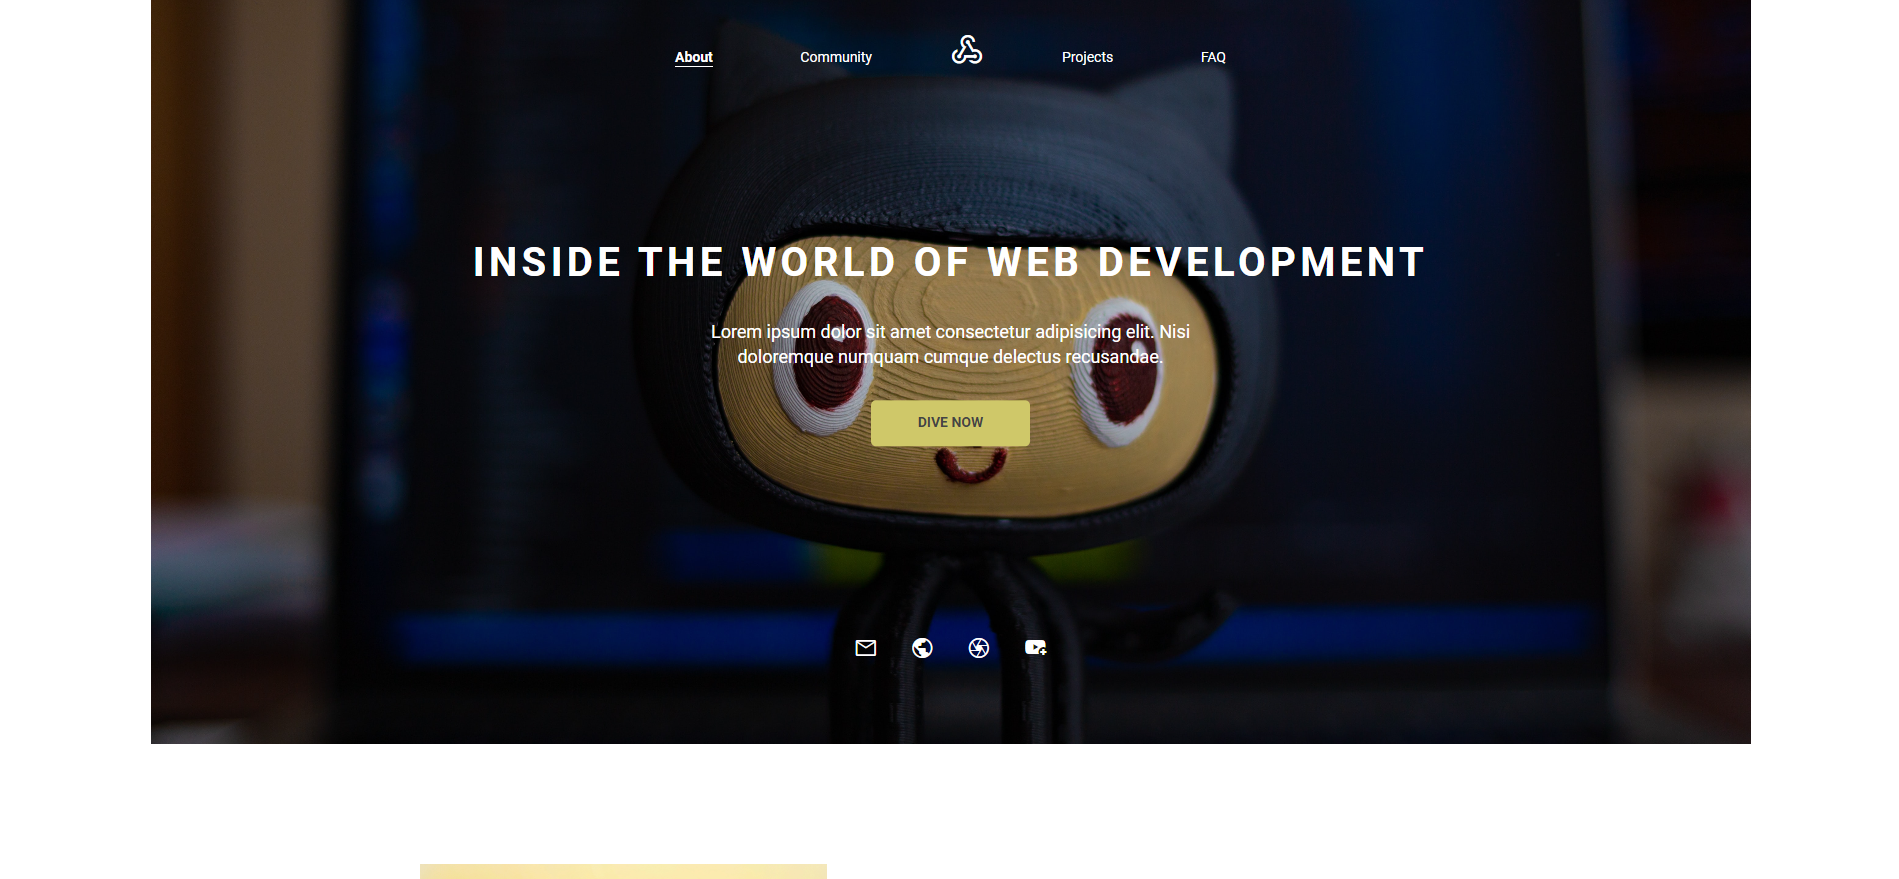 About
Community
Projects
FAQ
INSIDE THE WORLD OF WEB DEVELOPMENT
Lorem ipsum dolor sit amet consectetur adipisicing elit. Nisi
doloremque numquam cumque delectus recusandae.
DIVE NOW